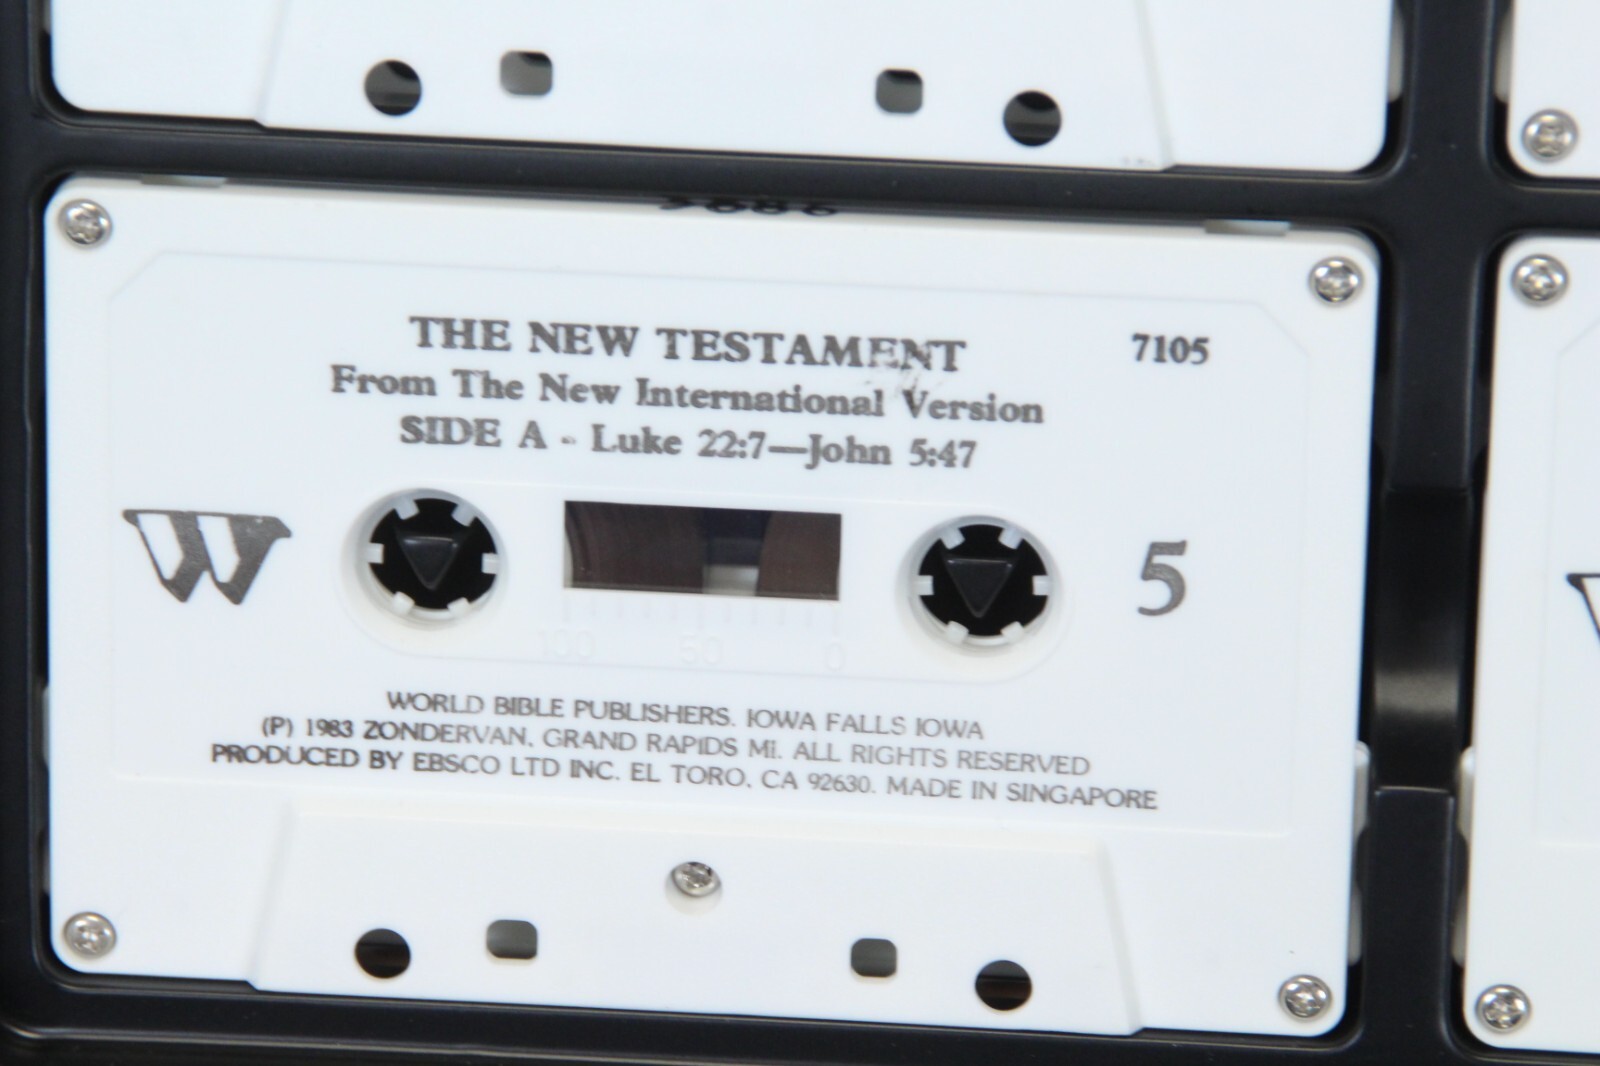 THE NEW TESTAMENT 7105
From The New International Version
SIDE A - Luke 22:7—John 5:47
W 5
100 50 0
WORLD BIBLE PUBLISHERS. IOWA FALLS IOWA
(P) 1983 ZONDERVAN, GRAND RAPIDS MI. ALL RIGHTS RESERVED
PRODUCED BY EBSCO LTD INC. EL TORO, CA 92630. MADE IN SINGAPORE